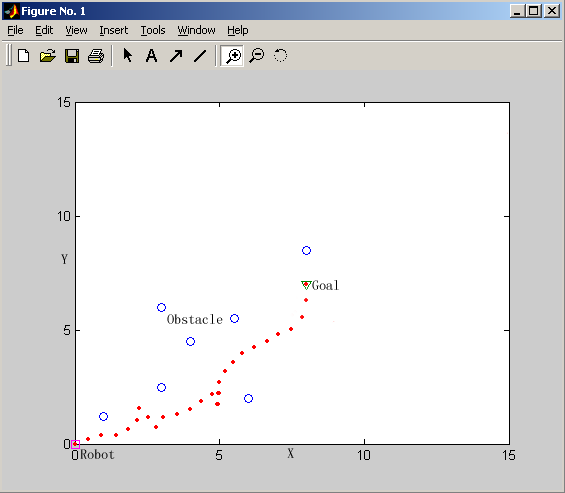 Figure No. 1
File Edit View Insert Tools Window Help
A
15
10
Y
Goal
Obstacle
5
0
Robot
0 5 10 15
X